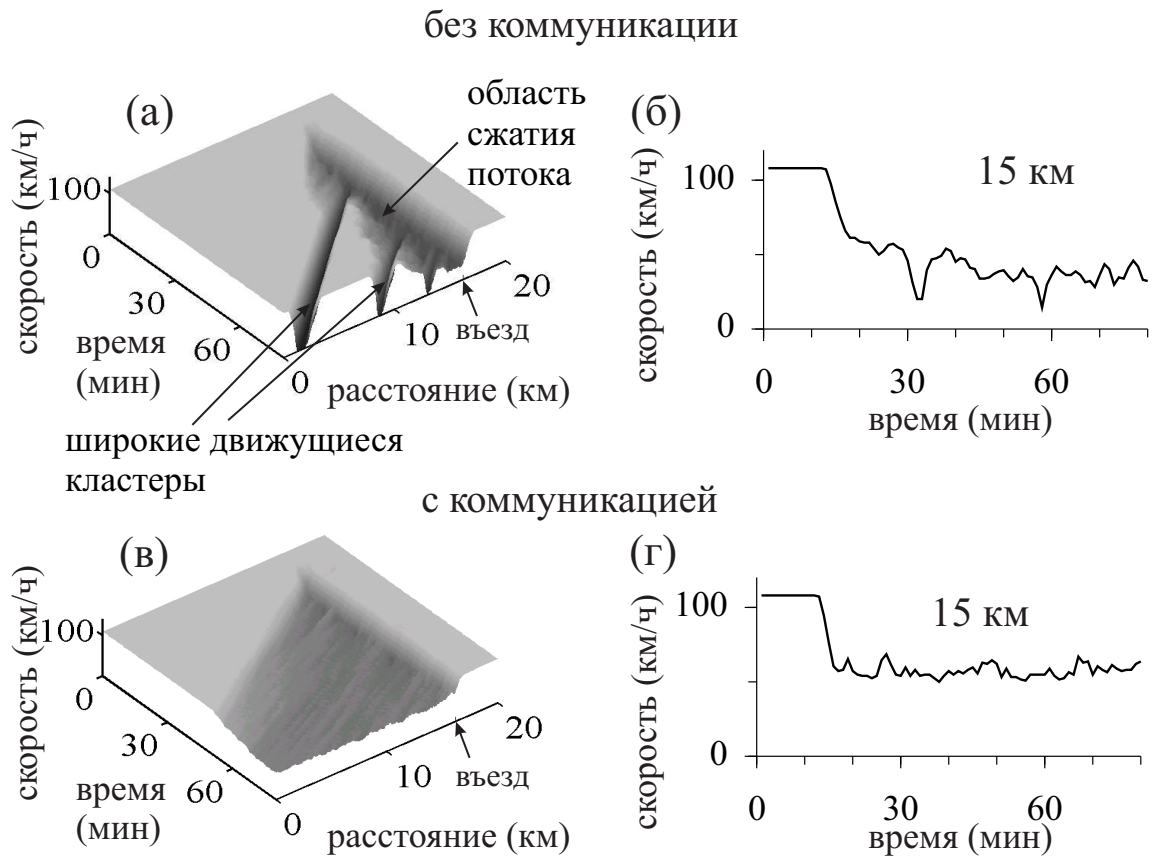 без коммуникации
(а)
область
сжатия
потока
скорость (км/ч)
100
0
30
60
время
(мин)
0
10
20
въезд
расстояние (км)
широкие движущиеся
кластеры
(б)
15 км
скорость (км/ч)
100
0
0
30
60
время (мин)
с коммуникацией
(в)
скорость (км/ч)
100
0
30
60
время
(мин)
0
10
20
въезд
расстояние (км)
(г)
15 км
скорость (км/ч)
100
0
0
30
60
время (мин)